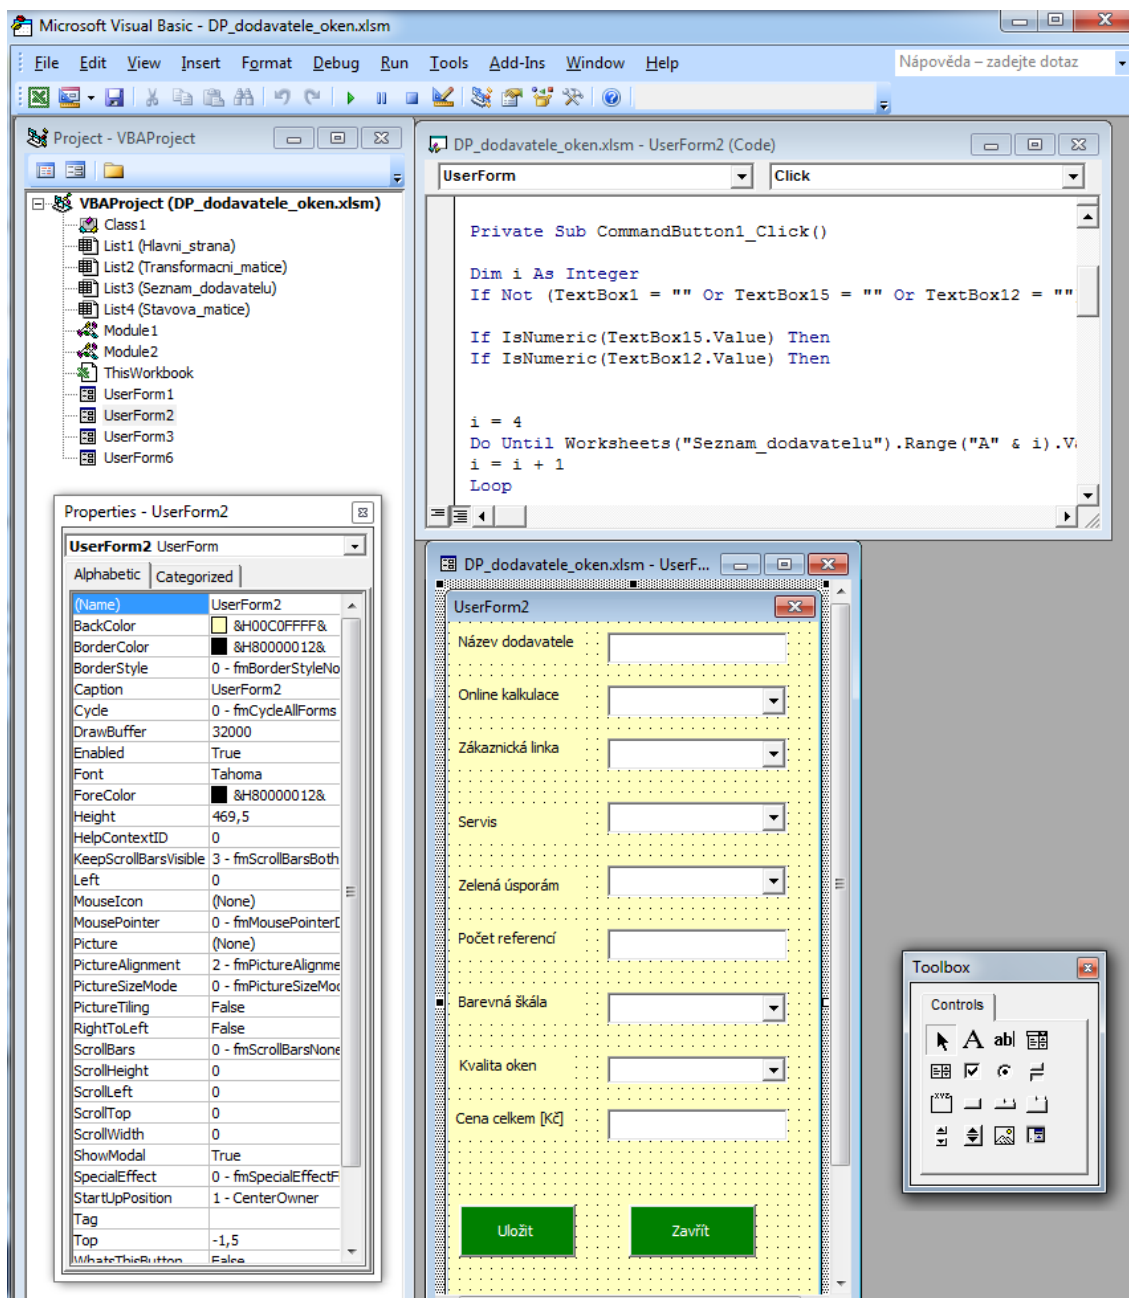 Microsoft Visual Basic - DP_dodavatele_oken.xlsm
File Edit View Insert Format Debug Run Tools Add-Ins Window Help
Nápověda – zadejte dotaz
Project - VBAProject
VBAProject (DP_dodavatele_oken.xlsm)
Class1
List1 (Hlavni_strana)
List2 (Transformacni_matice)
List3 (Seznam_dodavatelu)
List4 (Stavova_matice)
Module1
Module2
ThisWorkbook
UserForm1
UserForm2
UserForm3
UserForm6
DP_dodavatele_oken.xlsm - UserForm2 (Code)
UserForm Click
Private Sub CommandButton1_Click()
Dim i As Integer
If Not (TextBox1 = "" Or TextBox15 = "" Or TextBox12 = ""
If IsNumeric(TextBox15.Value) Then
If IsNumeric(TextBox12.Value) Then
i = 4
Do Until Worksheets("Seznam_dodavatelu").Range("A" & i).Va
i = i + 1
Loop
Properties - UserForm2
UserForm2 UserForm
Alphabetic Categorized
(Name) UserForm2
BackColor &H00C0FFFF&
BorderColor &H80000012&
BorderStyle 0 - fmBorderStyleNo
Caption UserForm2
Cycle 0 - fmCycleAllForms
DrawBuffer 32000
Enabled True
Font Tahoma
ForeColor &H80000012&
Height 469,5
HelpContextID 0
KeepScrollBarsVisible 3 - fmScrollBarsBoth
Left 0
MouseIcon (None)
MousePointer 0 - fmMousePointerD
Picture (None)
PictureAlignment 2 - fmPictureAlignme
PictureSizeMode 0 - fmPictureSizeMod
PictureTiling False
RightToLeft False
ScrollBars 0 - fmScrollBarsNone
ScrollHeight 0
ScrollLeft 0
ScrollTop 0
ScrollWidth 0
ShowModal True
SpecialEffect 0 - fmSpecialEffectF
StartUpPosition 1 - CenterOwner
Tag
Top -1,5
WhatsThisButton False
DP_dodavatele_oken.xlsm - UserF...
UserForm2
Název dodavatele
Online kalkulace
Zákaznická linka
Servis
Zelená úsporám
Počet referencí
Barevná škála
Kvalita oken
Cena celkem [Kč]
Uložit Zavřít
Toolbox
Controls
A ab|
xyz